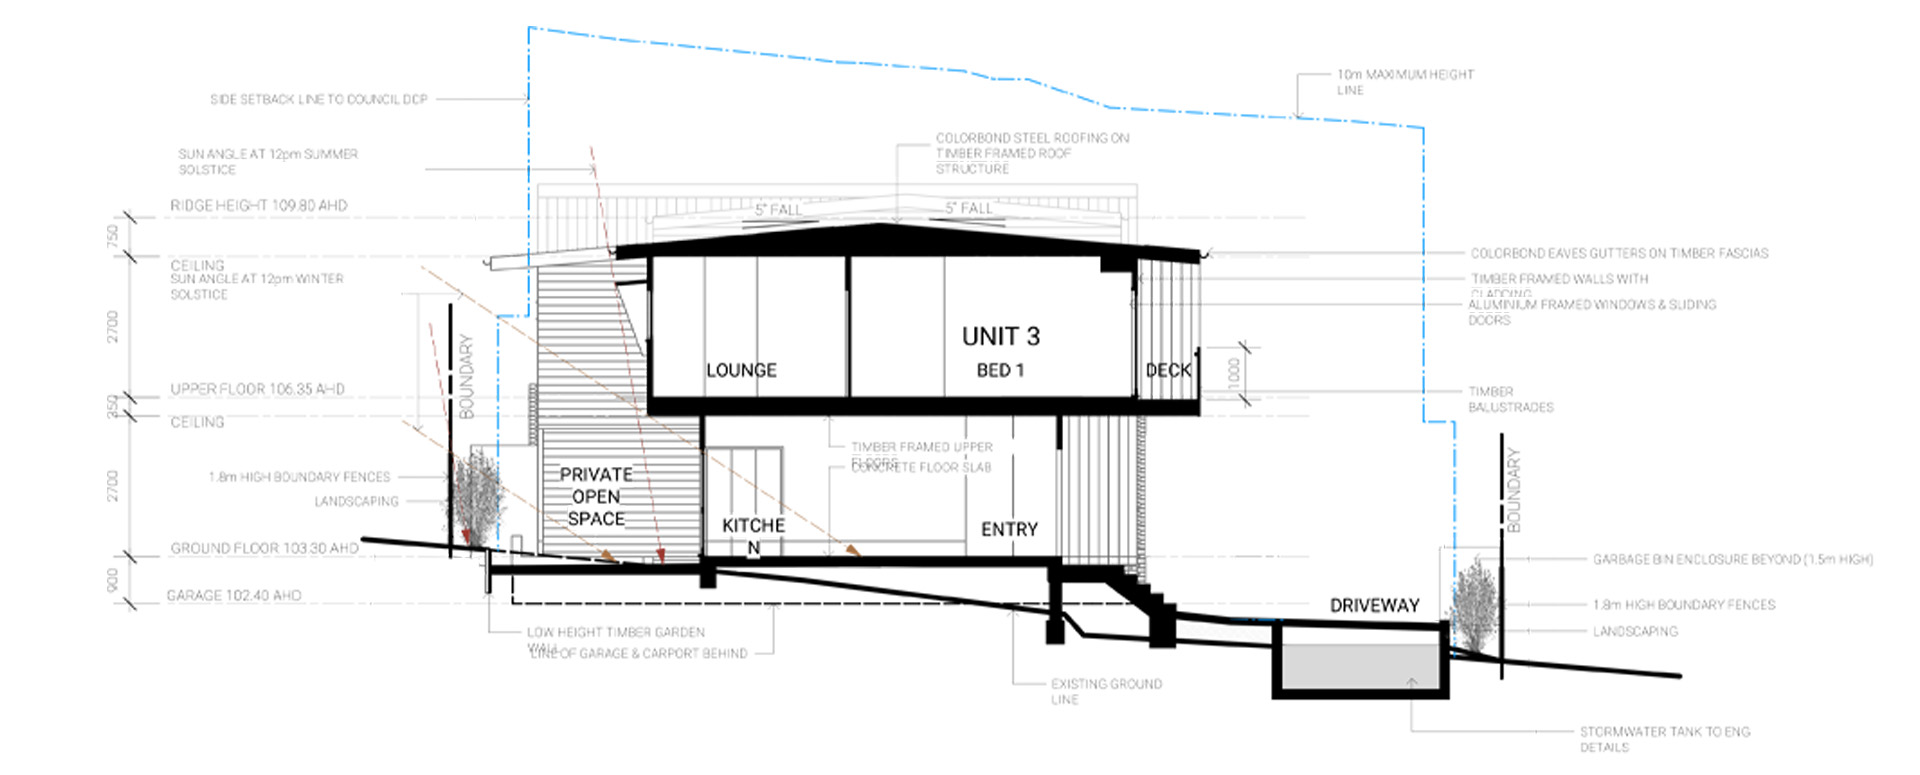 10m MAXIMUM HEIGHT
LINE
SIDE SETBACK LINE TO COUNCIL DCP
COLORBOND STEEL ROOFING ON
TIMBER FRAMED ROOF
STRUCTURE
SUN ANGLE AT 12pm SUMMER
SOLSTICE
RIDGE HEIGHT 109.80 AHD
5° FALL
5° FALL
750
CEILING
SUN ANGLE AT 12pm WINTER
SOLSTICE
COLORBOND EAVES GUTTERS ON TIMBER FASCIAS
TIMBER FRAMED WALLS WITH
CLADDING
ALUMINIUM FRAMED WINDOWS & SLIDING
DOORS
2700
BOUNDARY
UNIT 3
LOUNGE
BED 1
DECK
1000
UPPER FLOOR 106.35 AHD
350
TIMBER
BALUSTRADES
CEILING
TIMBER FRAMED UPPER
FLOORS
CONCRETE FLOOR SLAB
1.8m HIGH BOUNDARY FENCES
LANDSCAPING
2700
PRIVATE
OPEN
SPACE
KITCHE
N
ENTRY
BOUNDARY
GROUND FLOOR 103.30 AHD
GARBAGE BIN ENCLOSURE BEYOND (1.5m HIGH)
900
GARAGE 102.40 AHD
DRIVEWAY
1.8m HIGH BOUNDARY FENCES
LANDSCAPING
LOW HEIGHT TIMBER GARDEN
WALL
LINE OF GARAGE & CARPORT BEHIND
EXISTING GROUND
LINE
STORMWATER TANK TO ENG
DETAILS